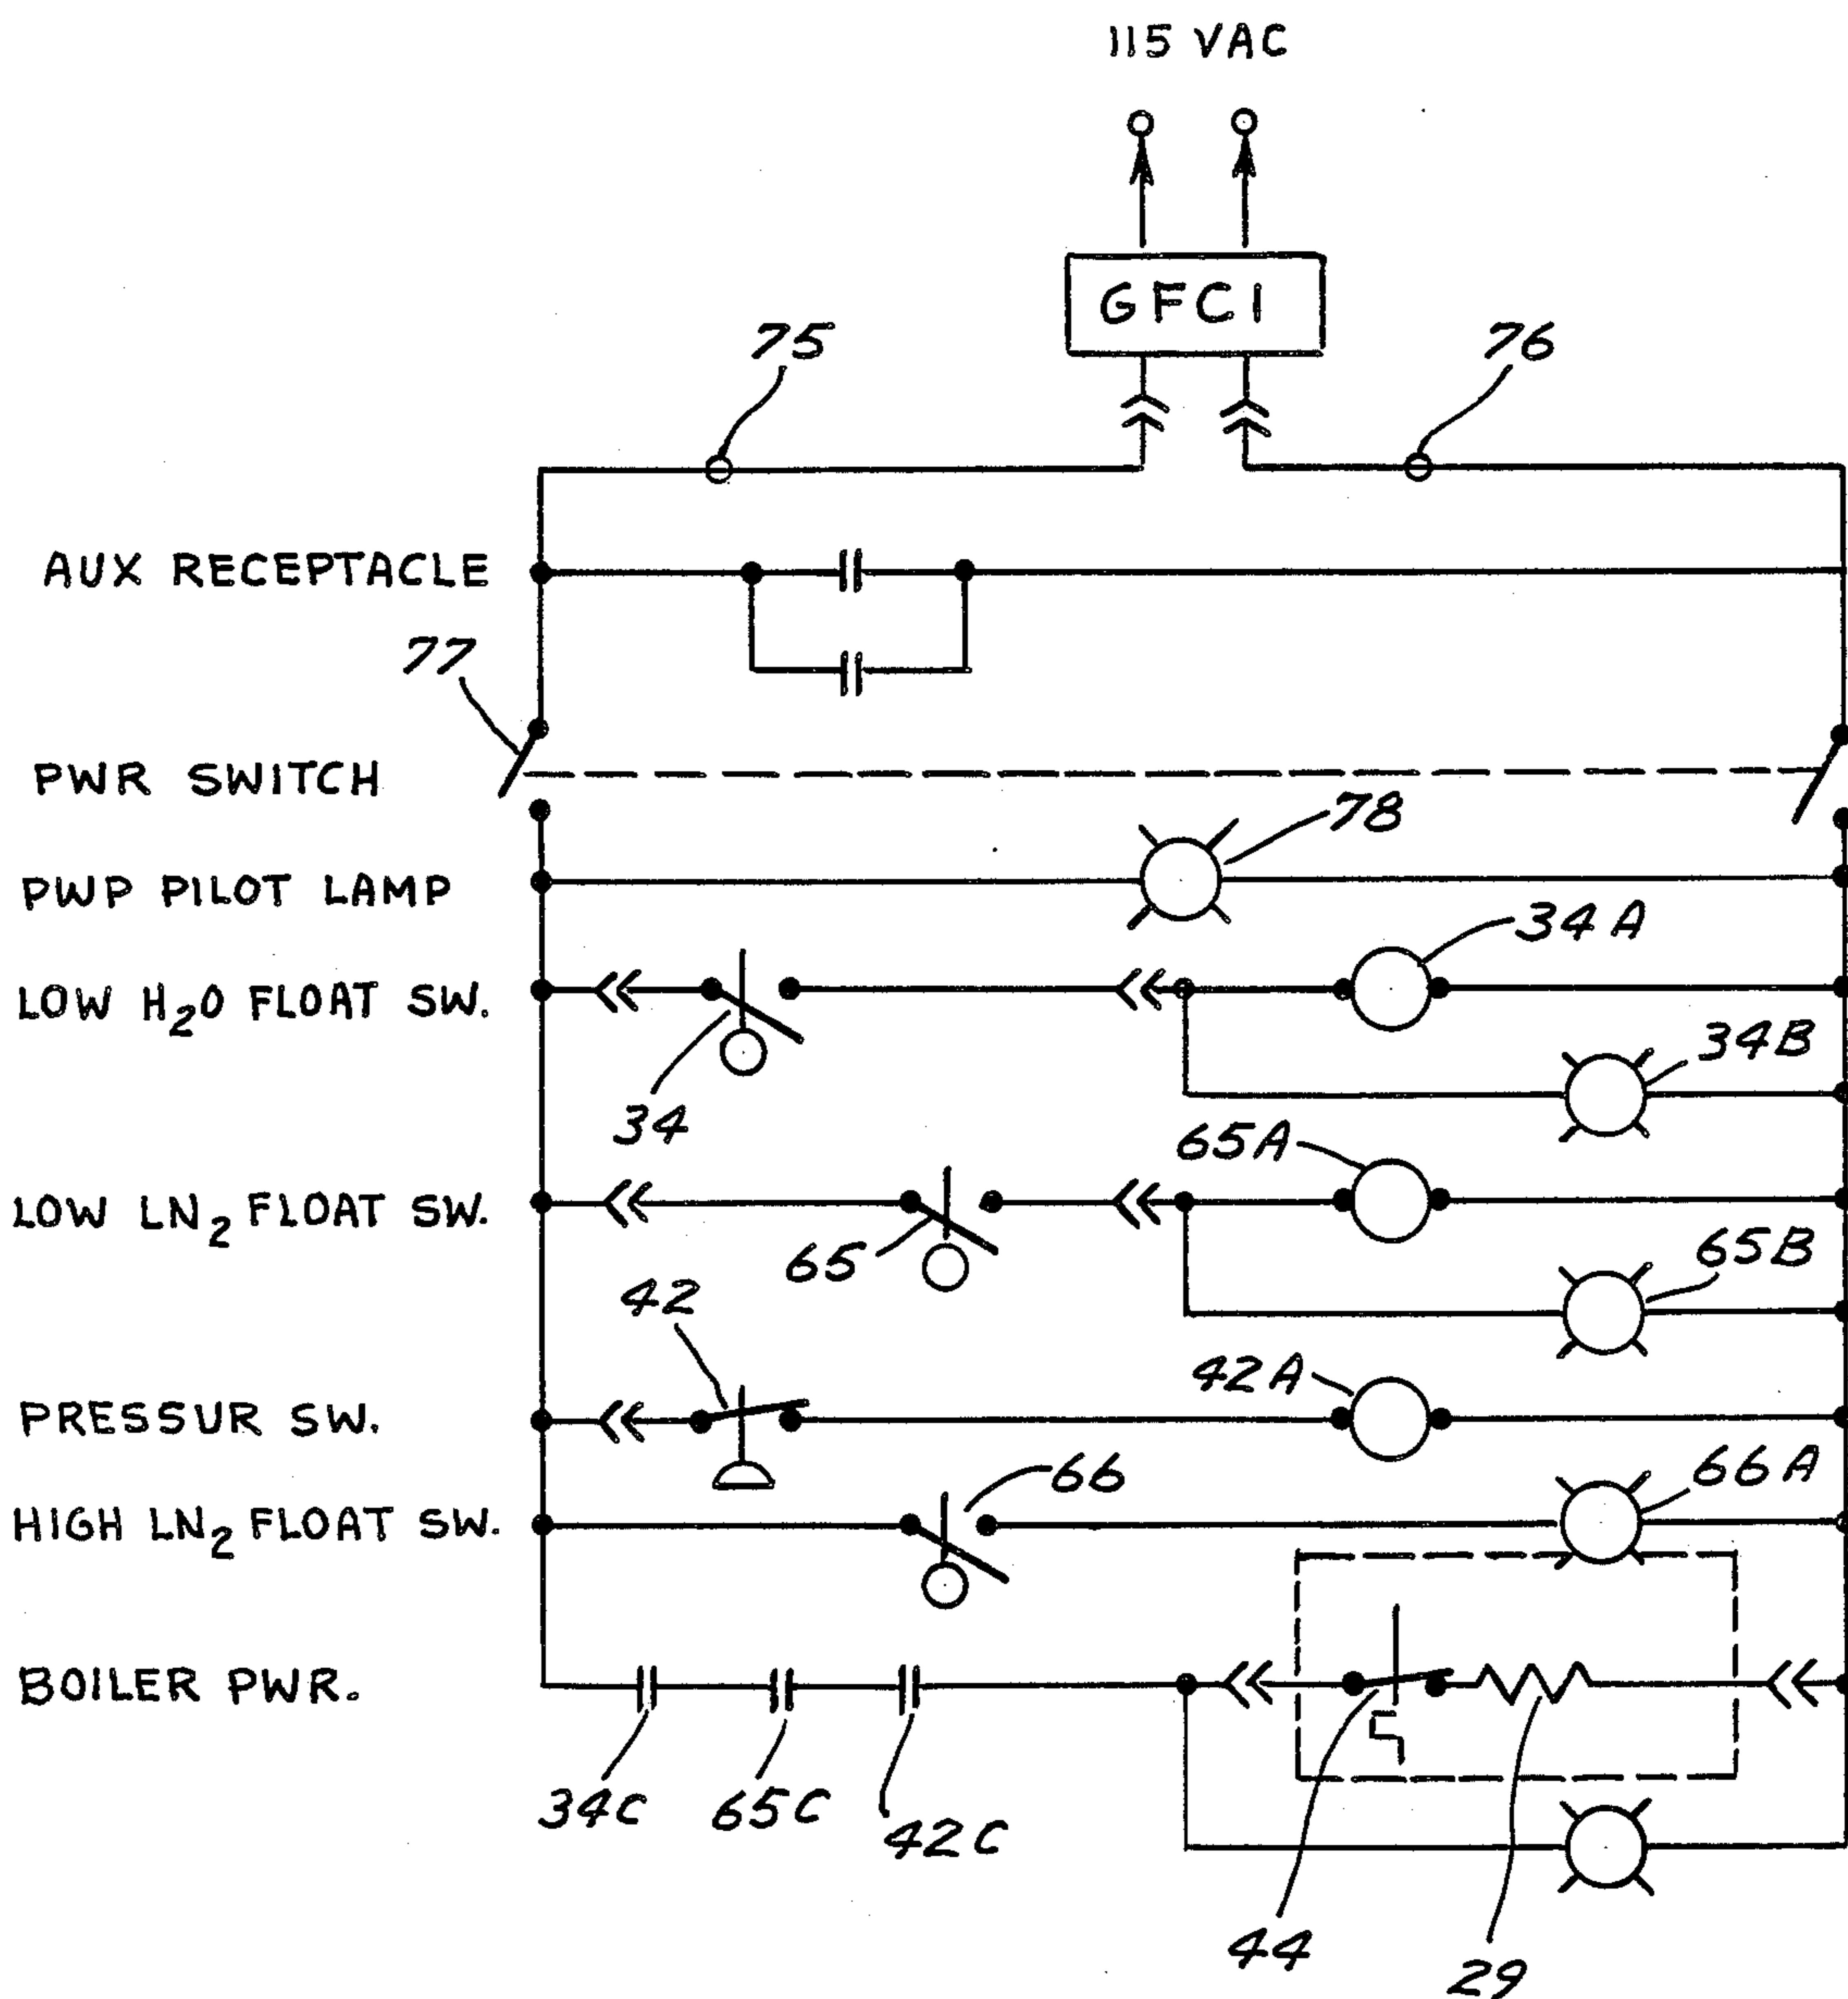 115 VAC
GFCI
75
76
AUX RECEPTACLE
77
PWR SWITCH
78
PWP PILOT LAMP
34A
LOW H₂O FLOAT SW.
34B
34
65A
LOW LN₂ FLOAT SW.
65
65B
42
42A
PRESSUR SW.
66
66A
HIGH LN₂ FLOAT SW.
BOILER PWR.
34C
65C
42C
44
29